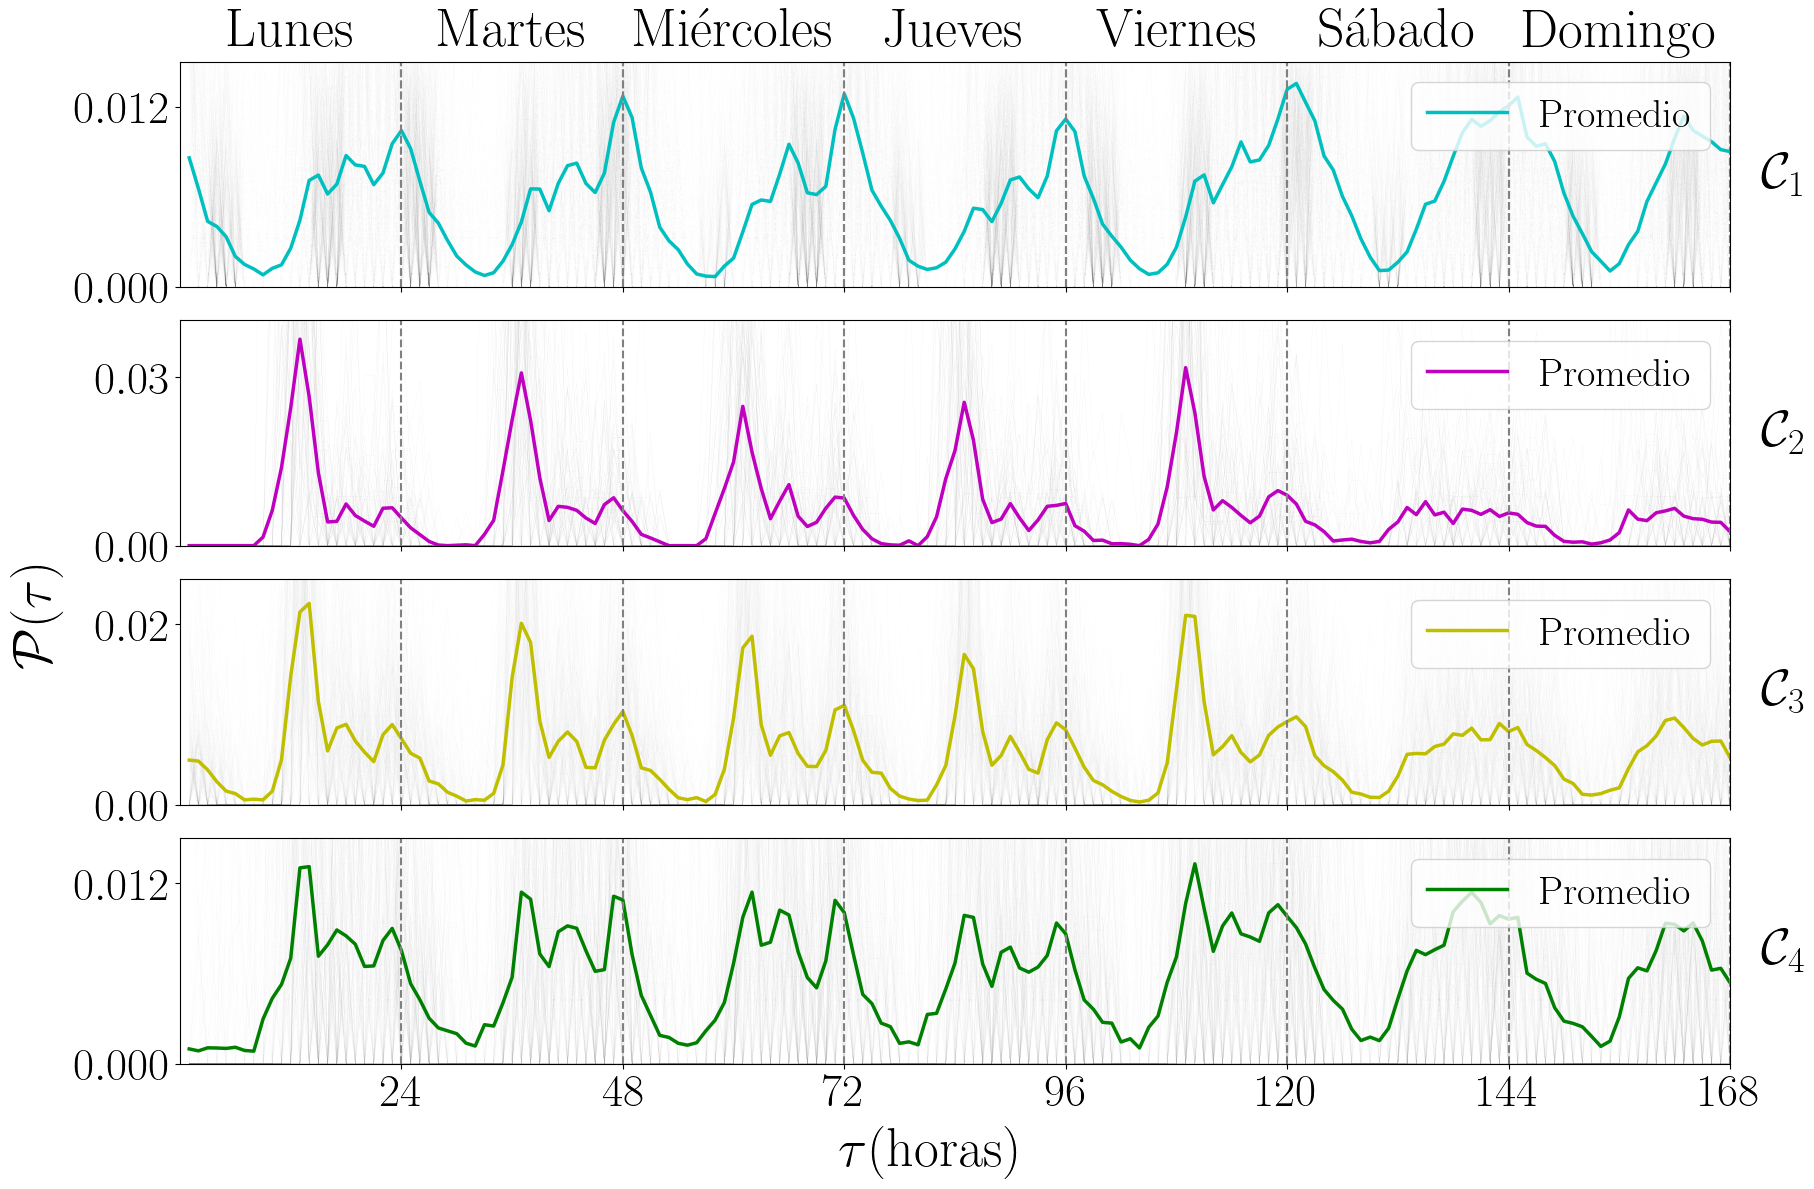 Lunes Martes Miércoles Jueves Viernes Sábado Domingo
0.012
0.000
Promedio
𝒞₁
0.03
0.00
Promedio
𝒞₂
𝒫(τ)
0.02
0.00
Promedio
𝒞₃
0.012
0.000
Promedio
𝒞₄
24 48 72 96 120 144 168
τ(horas)